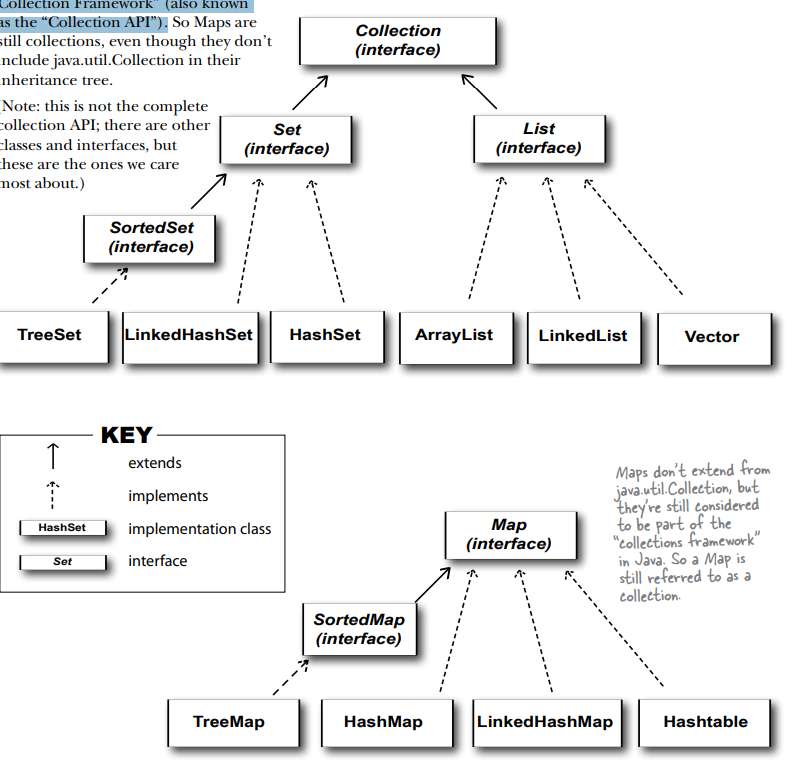 Collection Framework” (also known
as the “Collection API”). So Maps are
still collections, even though they don’t
include java.util.Collection in their
inheritance tree.
(Note: this is not the complete
collection API; there are other
classes and interfaces, but
these are the ones we care
most about.)
Collection
(interface)
Set
(interface)
List
(interface)
SortedSet
(interface)
TreeSet
LinkedHashSet
HashSet
ArrayList
LinkedList
Vector
KEY
extends
implements
HashSet
implementation class
Set
interface
Maps don’t extend from
java.util.Collection, but
they’re still considered
to be part of the
“collections framework”
in Java. So a Map is
still referred to as a
collection.
Map
(interface)
SortedMap
(interface)
TreeMap
HashMap
LinkedHashMap
Hashtable